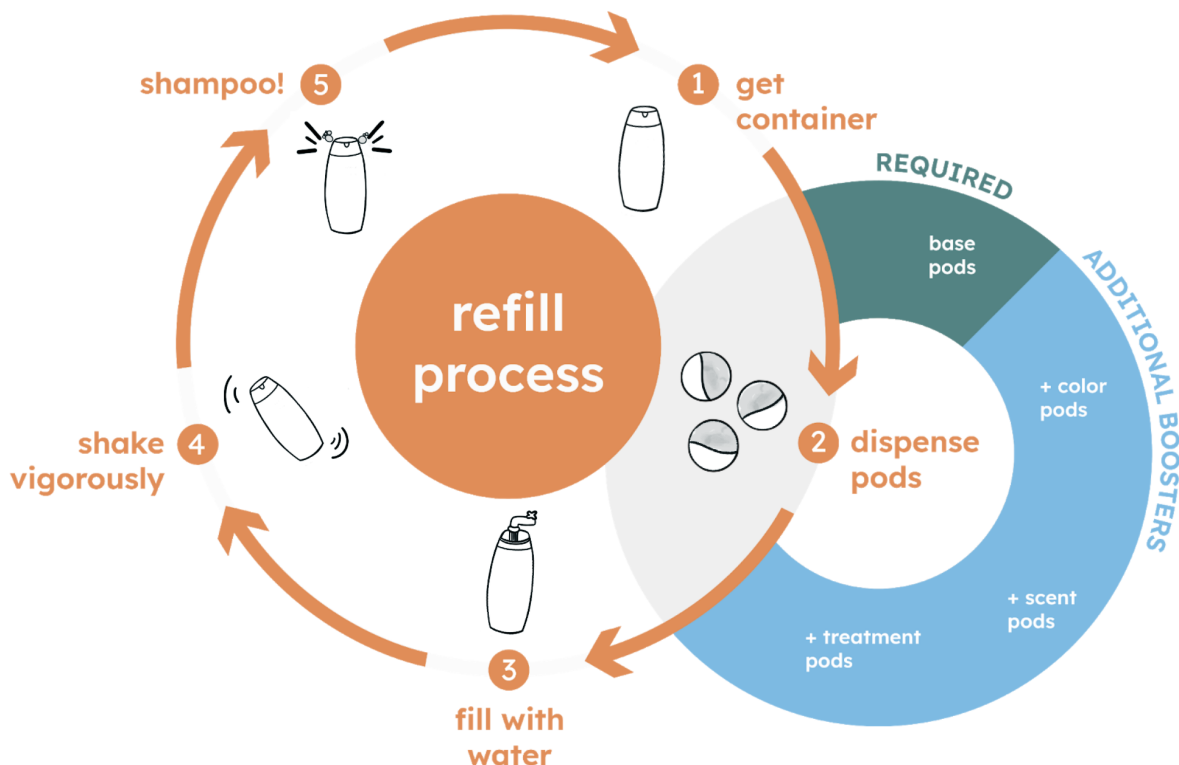 refill
process
1
get
container
2
dispense
pods
3
fill with
water
4
shake
vigorously
5
shampoo!
REQUIRED
base
pods
ADDITIONAL BOOSTERS
+ color
pods
+ scent
pods
+ treatment
pods